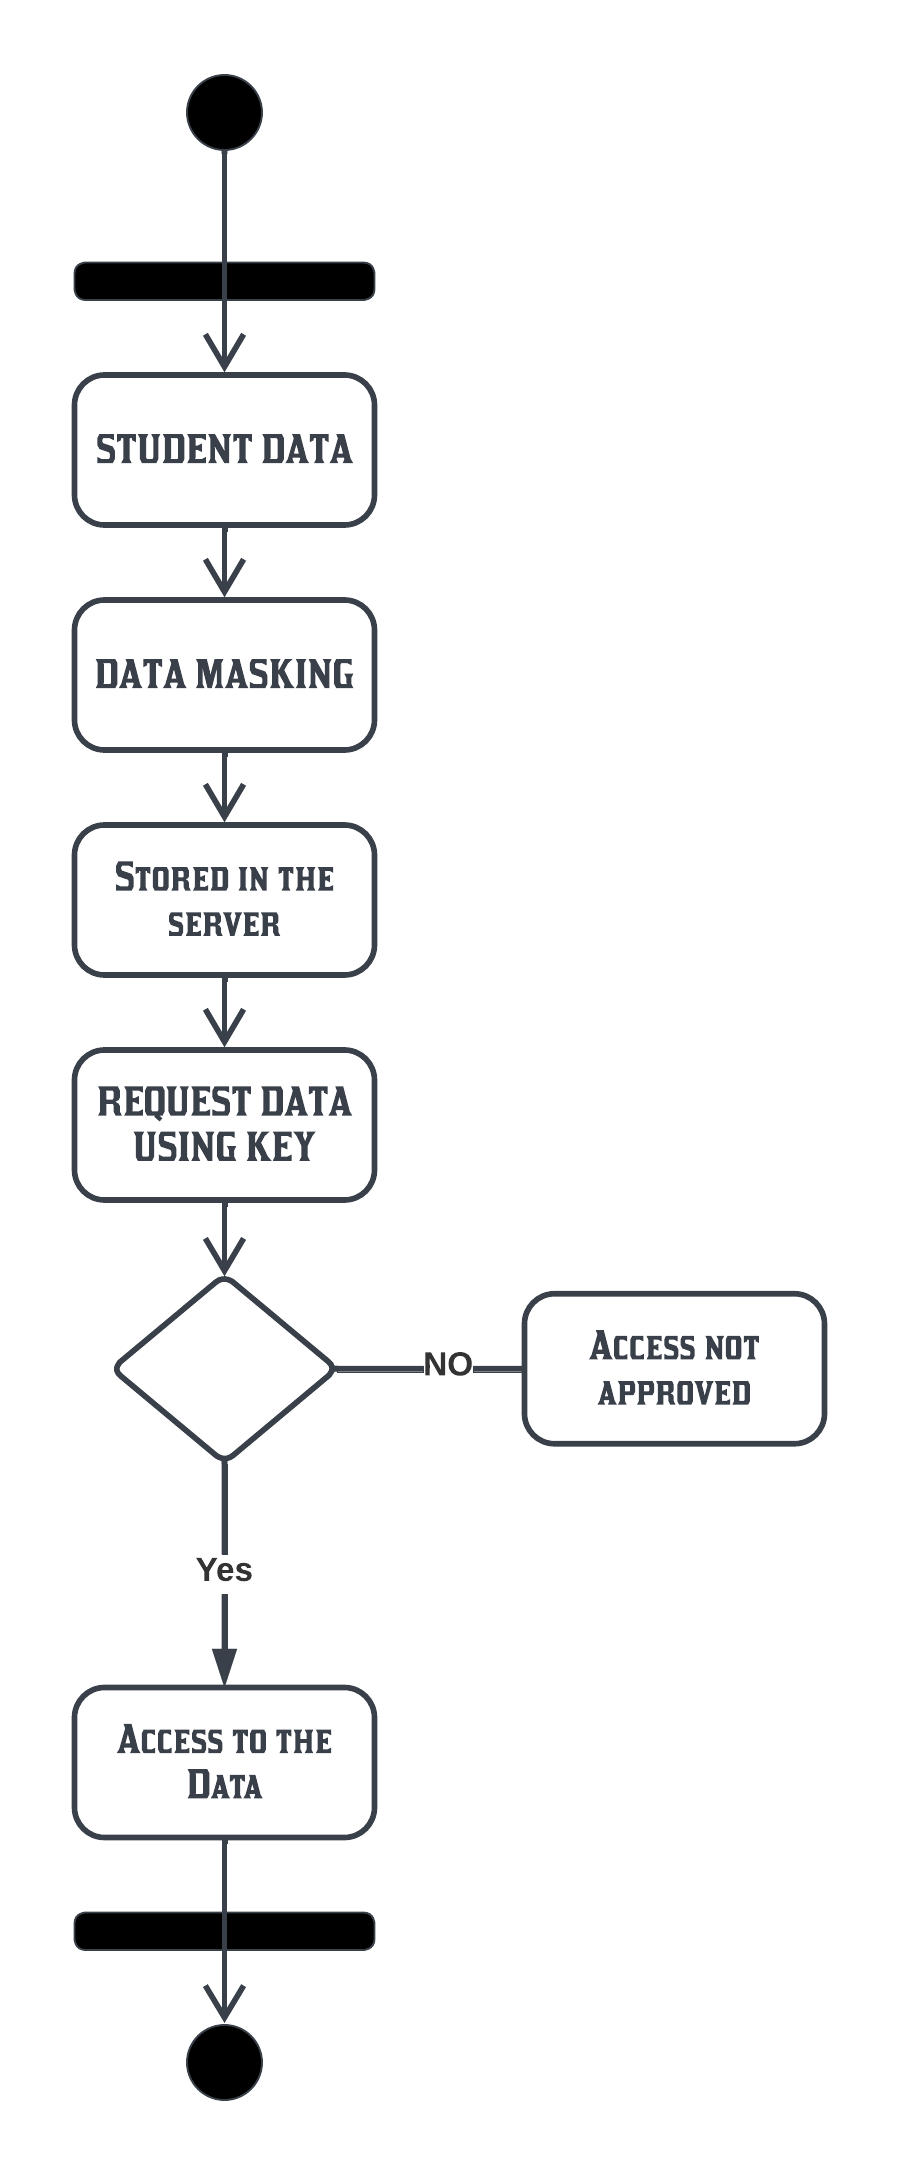 STUDENT DATA
DATA MASKING
Stored in the
server
REQUEST DATA
USING KEY
NO
Access not
approved
Yes
Access to the
Data